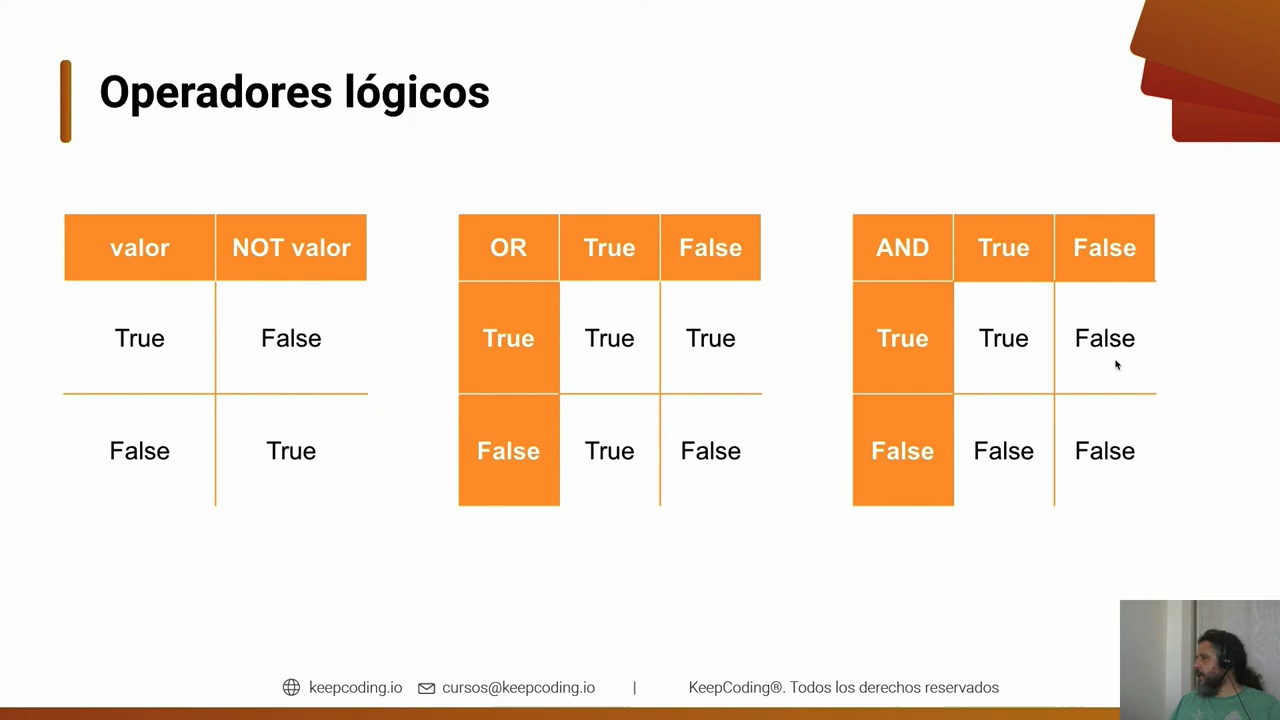 Operadores lógicos
valor NOT valor
True False
False True
OR True False
True True True
False True False
AND True False
True True False
False False False
keepcoding.io cursos@keepcoding.io | KeepCoding®. Todos los derechos reservados